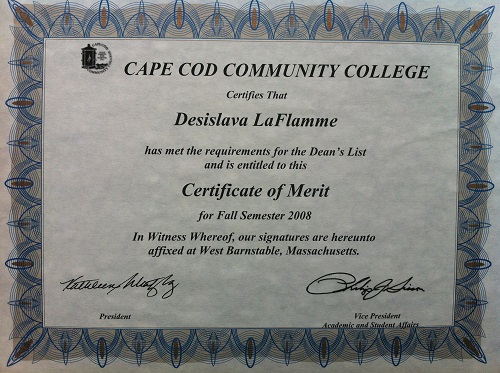 CAPE COD COMMUNITY COLLEGE
Certifies That
Desislava LaFlamme
has met the requirements for the Dean's List
and is entitled to this
Certificate of Merit
for Fall Semester 2008
In Witness Whereof, our signatures are hereunto
affixed at West Barnstable, Massachusetts.
President
Vice President
Academic and Student Affairs